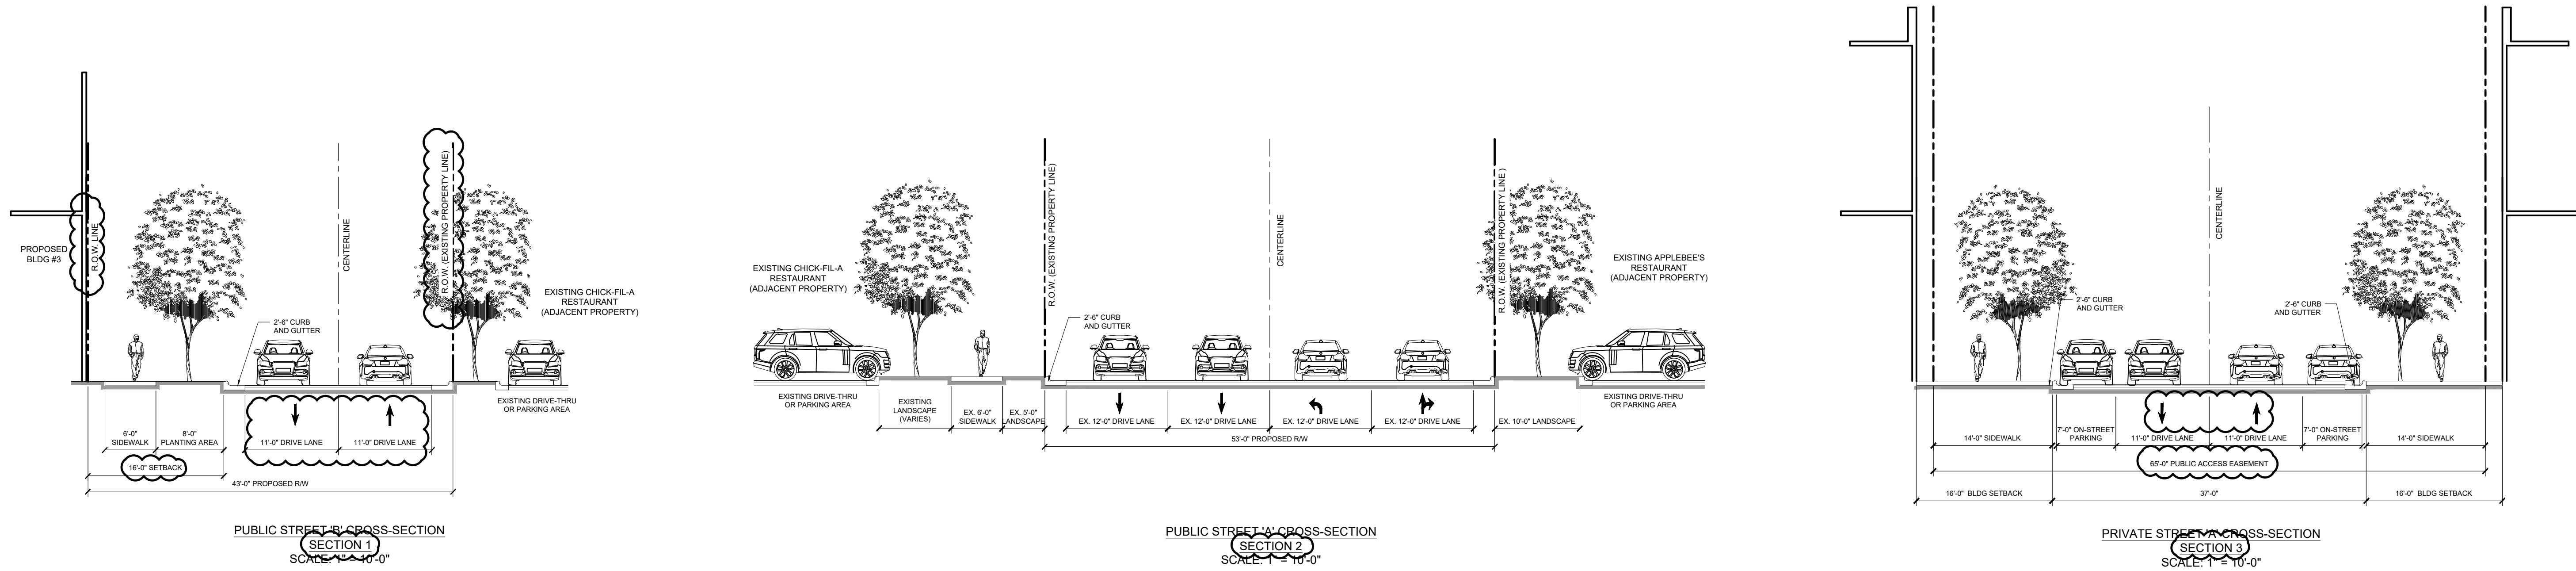 PROPOSED
BLDG #3
R.O.W. LINE
CENTERLINE
R.O.W. (EXISTING PROPERTY LINE)
EXISTING CHICK-FIL-A
RESTAURANT
(ADJACENT PROPERTY)
2'-6" CURB
AND GUTTER
EXISTING DRIVE-THRU
OR PARKING AREA
6'-0"
SIDEWALK
8'-0"
PLANTING AREA
11'-0" DRIVE LANE
11'-0" DRIVE LANE
16'-0" SETBACK
43'-0" PROPOSED R/W
PUBLIC STREET 'B' CROSS-SECTION
SECTION 1
SCALE: 1" = 10'-0"
EXISTING CHICK-FIL-A
RESTAURANT
(ADJACENT PROPERTY)
R.O.W. (EXISTING PROPERTY LINE)
CENTERLINE
R.O.W. (EXISTING PROPERTY LINE )
EXISTING APPLEBEE'S
RESTAURANT
(ADJACENT PROPERTY)
2'-6" CURB
AND GUTTER
EXISTING DRIVE-THRU
OR PARKING AREA
EXISTING DRIVE-THRU
OR PARKING AREA
EXISTING
LANDSCAPE
(VARIES)
EX. 6'-0"
SIDEWALK
EX. 5'-0"
LANDSCAPE
EX. 12'-0" DRIVE LANE
EX. 12'-0" DRIVE LANE
EX. 12'-0" DRIVE LANE
EX. 12'-0" DRIVE LANE
EX. 10'-0" LANDSCAPE
53'-0" PROPOSED R/W
PUBLIC STREET 'A' CROSS-SECTION
SECTION 2
SCALE: 1" = 10'-0"
CENTERLINE
2'-6" CURB
AND GUTTER
2'-6" CURB
AND GUTTER
14'-0" SIDEWALK
7'-0" ON-STREET
PARKING
11'-0" DRIVE LANE
11'-0" DRIVE LANE
7'-0" ON-STREET
PARKING
14'-0" SIDEWALK
65'-0" PUBLIC ACCESS EASEMENT
16'-0" BLDG SETBACK
37'-0"
16'-0" BLDG SETBACK
PRIVATE STREET 'A' CROSS-SECTION
SECTION 3
SCALE: 1" = 10'-0"